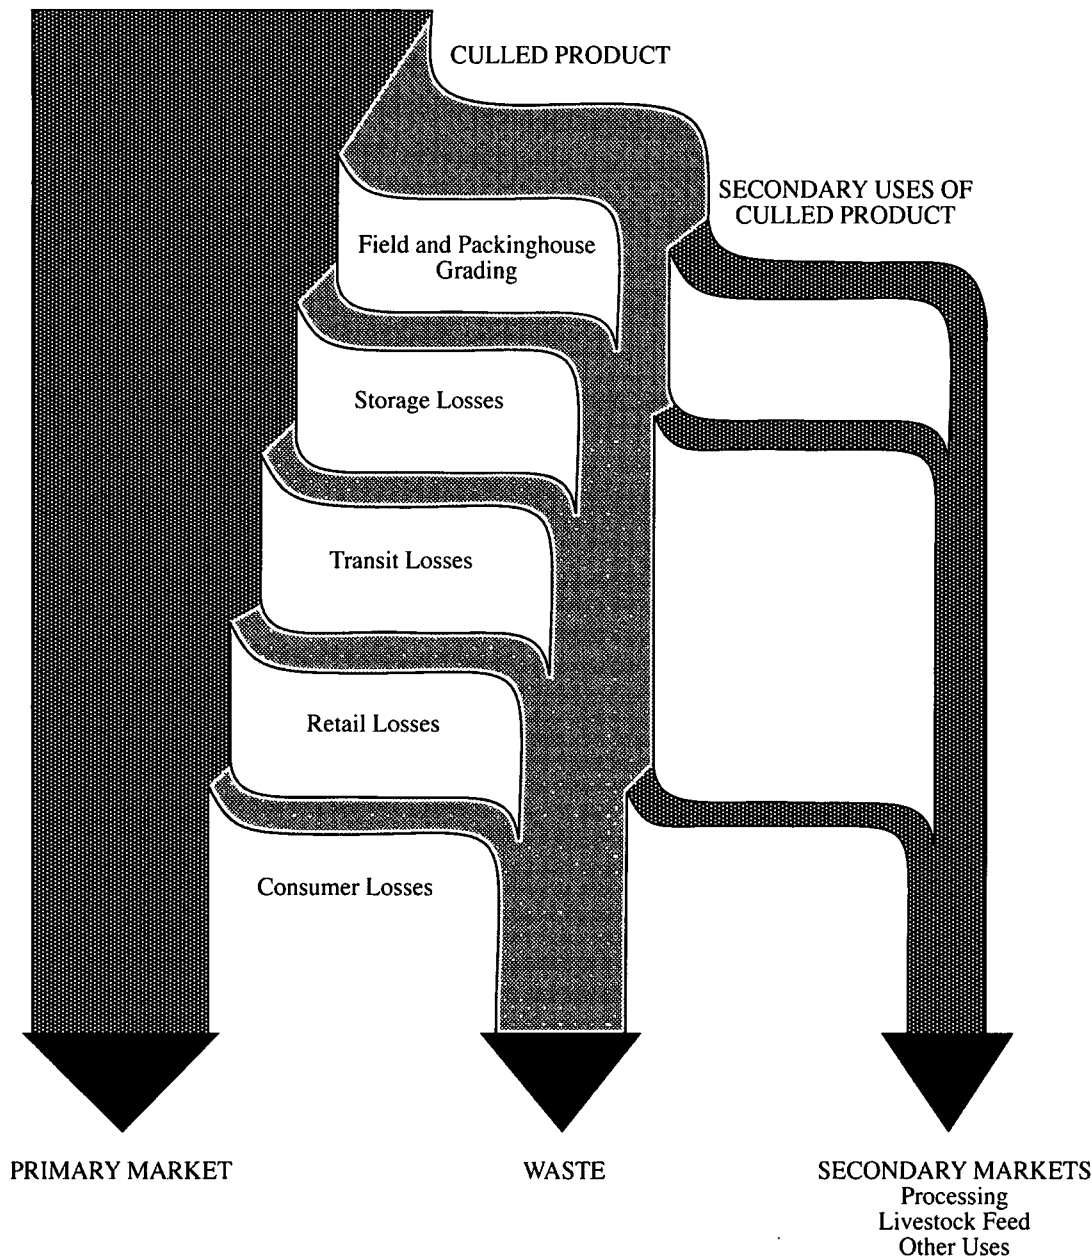 CULLED PRODUCT
SECONDARY USES OF
CULLED PRODUCT
Field and Packinghouse
Grading
Storage Losses
Transit Losses
Retail Losses
Consumer Losses
PRIMARY MARKET
WASTE
SECONDARY MARKETS
Processing
Livestock Feed
Other Uses